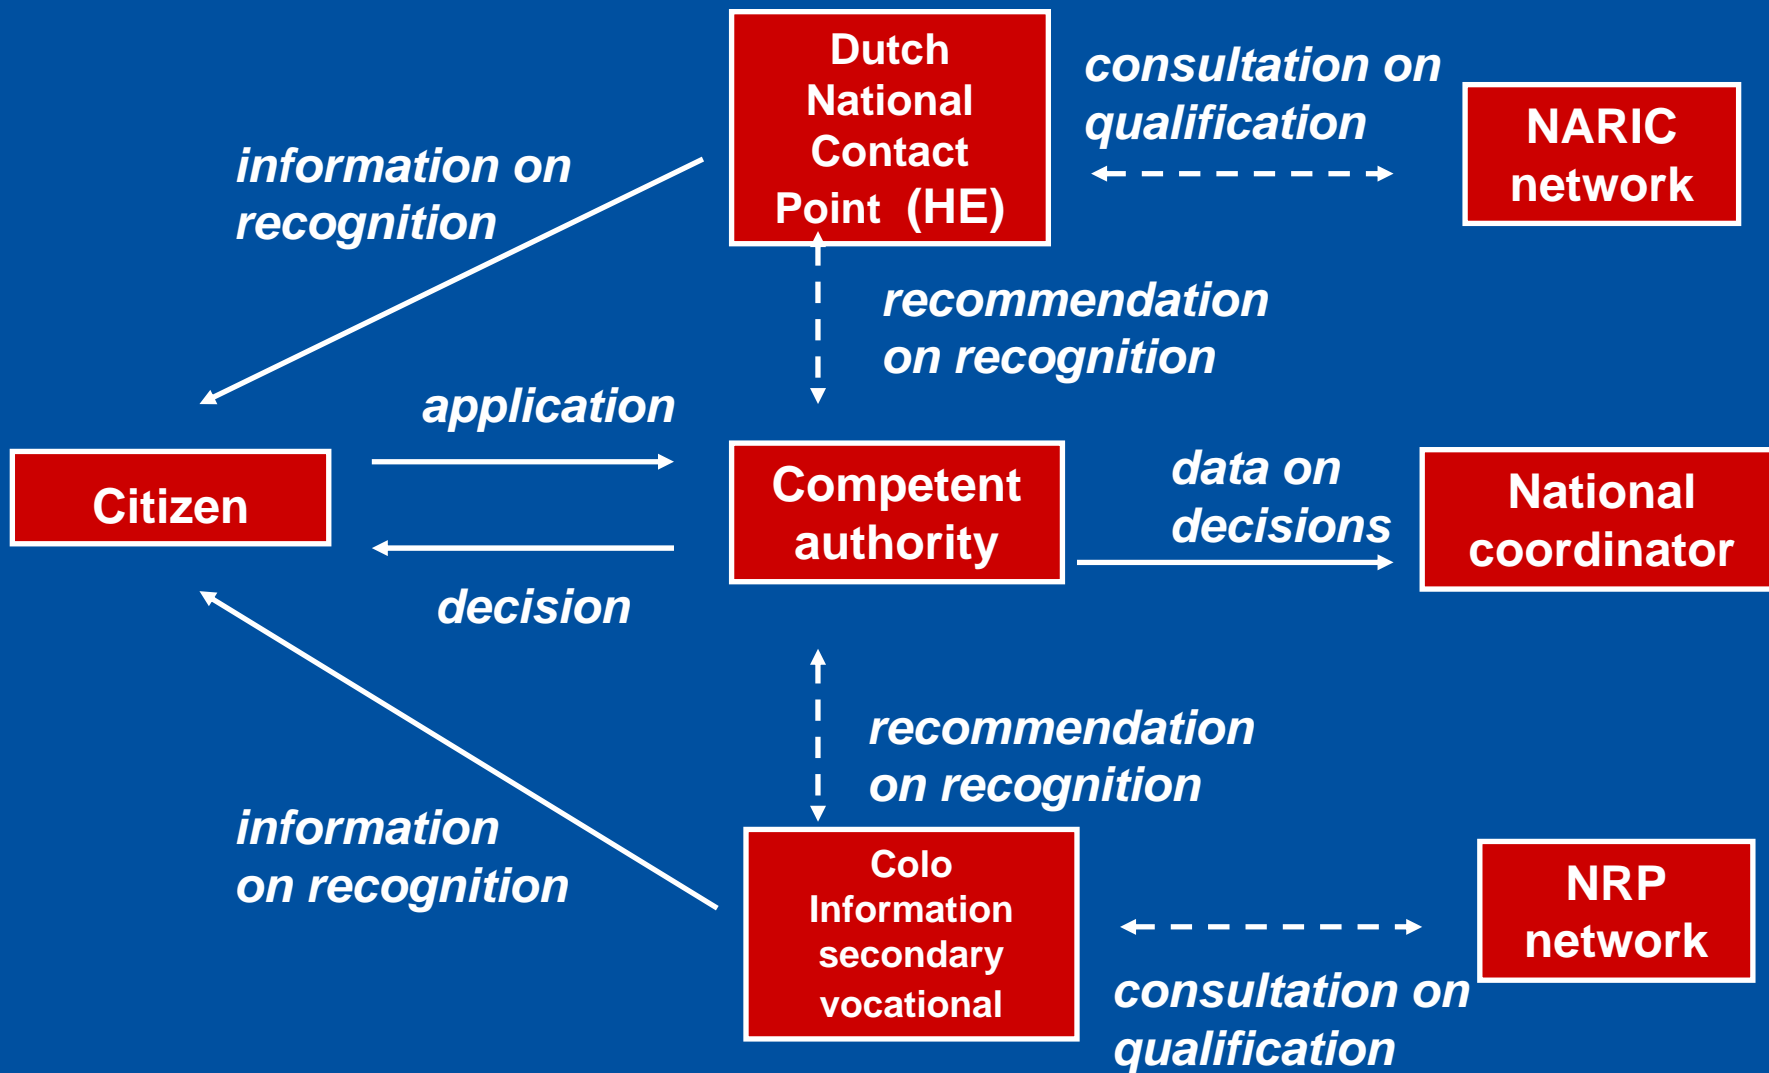 Dutch
National
Contact
Point (HE)
consultation on
qualification
NARIC
network
information on
recognition
recommendation
on recognition
application
Citizen
Competent
authority
data on
decisions
National
coordinator
decision
recommendation
on recognition
information
on recognition
Colo
Information
secondary
vocational
NRP
network
consultation on
qualification